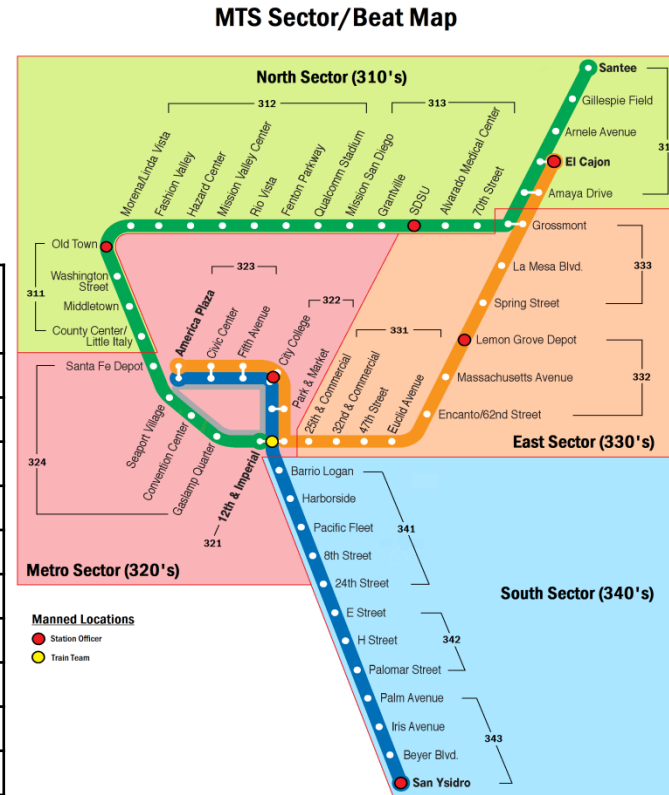 MTS Sector/Beat Map
North Sector (310's)
312
313
Santee
Gillespie Field
Arnele Avenue
El Cajon
Amaya Drive
Grossmont
Morena/Linda Vista
Fashion Valley
Hazard Center
Mission Valley Center
Rio Vista
Fenton Parkway
Qualcomm Stadium
Mission San Diego
Grantville
SDSU
Alvarado Medical Center
70th Street
Old Town
Washington
Street
Middletown
County Center/
Little Italy
311
323
322
331
333
332
America Plaza
Civic Center
Fifth Avenue
City College
Park & Market
La Mesa Blvd.
Spring Street
Lemon Grove Depot
Massachusetts Avenue
Encanto/62nd Street
25th & Commercial
32nd & Commercial
47th Street
Euclid Avenue
East Sector (330's)
Santa Fe Depot
Seaport Village
Convention Center
Gaslamp Quarter
12th & Imperial
324
321
Metro Sector (320's)
Barrio Logan
Harborside
Pacific Fleet
8th Street
24th Street
341
South Sector (340's)
E Street
H Street
Palomar Street
342
Palm Avenue
Iris Avenue
Beyer Blvd.
San Ysidro
343
Manned Locations
Station Officer
Train Team